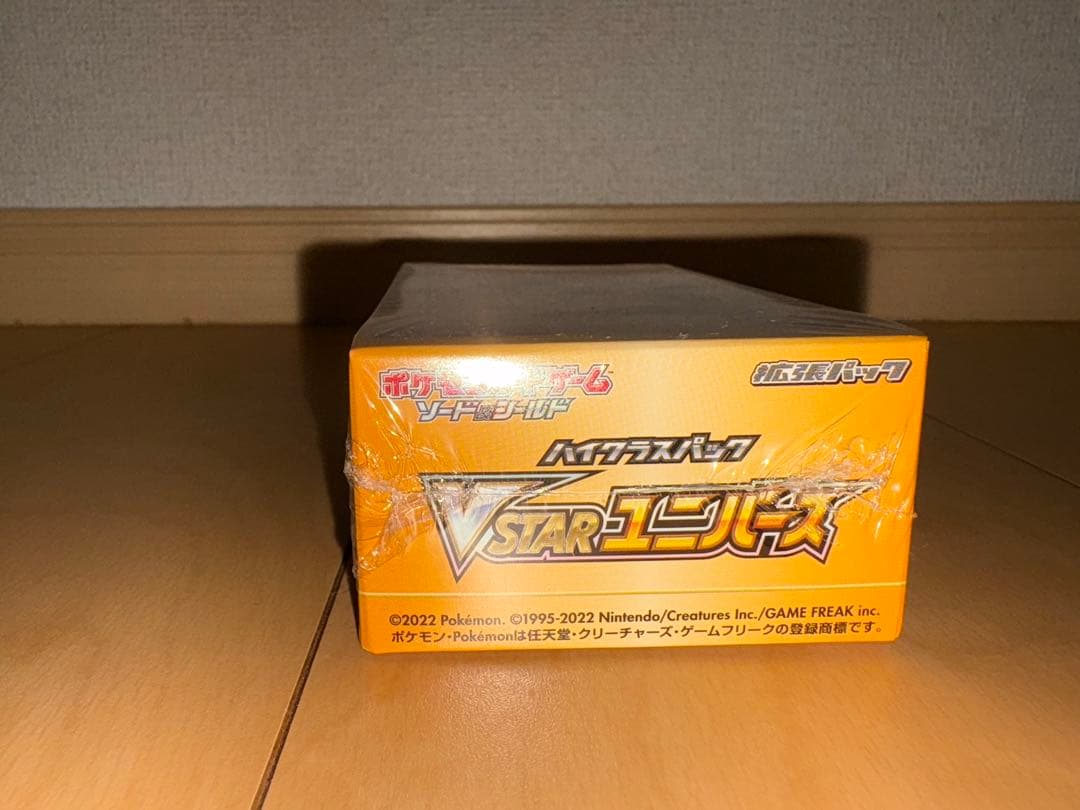 ポケモンカードゲーム
ソード&シールド
拡張パック
ハイクラスパック
VSTARユニバース
©2022 Pokémon. ©1995-2022 Nintendo/Creatures Inc./GAME FREAK inc.
ポケモン・Pokémonは任天堂・クリーチャーズ・ゲームフリークの登録商標です。